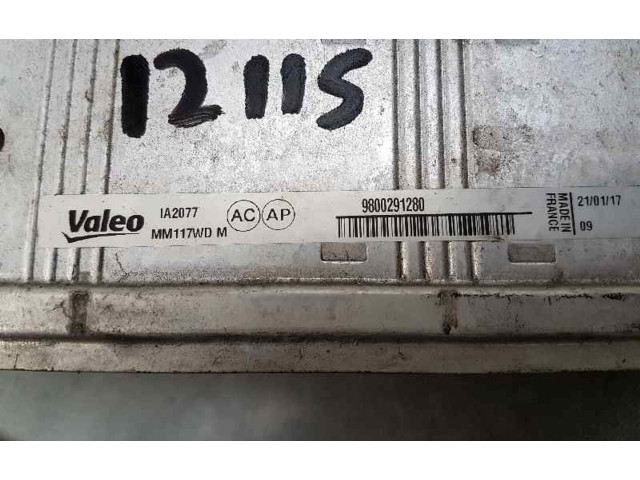 12115
Valeo
IA2077
MM117WD M
AC AP
9800291280
MADE IN
FRANCE
21/01/17
09